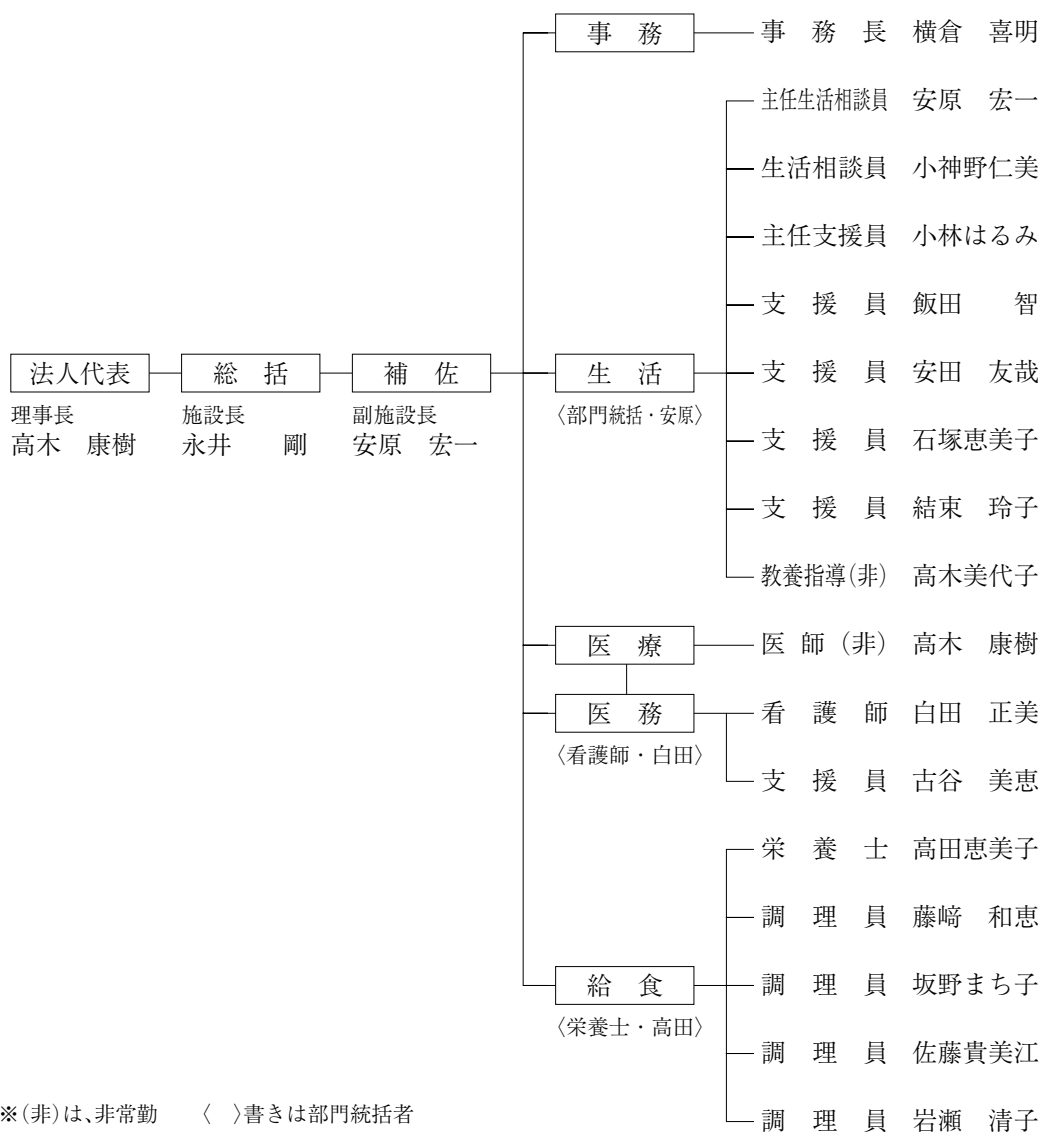 事　務
事　務　長　横倉　喜明
主任生活相談員　安原　宏一
生活相談員　小神野仁美
主任支援員　小林はるみ
支　援　員　飯田　　智
法人代表
総　括
補　佐
生　活
支　援　員　安田　友哉
理事長
高木　康樹
施設長
永井　　剛
副施設長
安原　宏一
〈部門統括・安原〉
支　援　員　石塚恵美子
支　援　員　結束　玲子
教養指導(非)　高木美代子
医　療
医　師（非）　高木　康樹
医　務
〈看護師・白田〉
看　護　師　白田　正美
支　援　員　古谷　美恵
栄　養　士　高田恵美子
調　理　員　藤﨑　和恵
給　食
〈栄養士・高田〉
調　理　員　坂野まち子
調　理　員　佐藤貴美江
調　理　員　岩瀬　清子
※(非)は、非常勤　　〈　〉書きは部門統括者